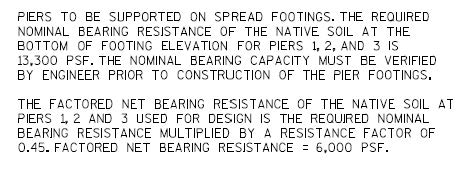 PIERS TO BE SUPPORTED ON SPREAD FOOTINGS. THE REQUIRED
NOMINAL BEARING RESISTANCE OF THE NATIVE SOIL AT THE
BOTTOM OF FOOTING ELEVATION FOR PIERS 1, 2, AND 3 IS
13,300 PSF. THE NOMINAL BEARING CAPACITY MUST BE VERIFIED
BY ENGINEER PRIOR TO CONSTRUCTION OF THE PIER FOOTINGS.

THE FACTORED NET BEARING RESISTANCE OF THE NATIVE SOIL AT
PIERS 1, 2 AND 3 USED FOR DESIGN IS THE REQUIRED NOMINAL
BEARING RESISTANCE MULTIPLIED BY A RESISTANCE FACTOR OF
0.45. FACTORED NET BEARING RESISTANCE = 6,000 PSF.